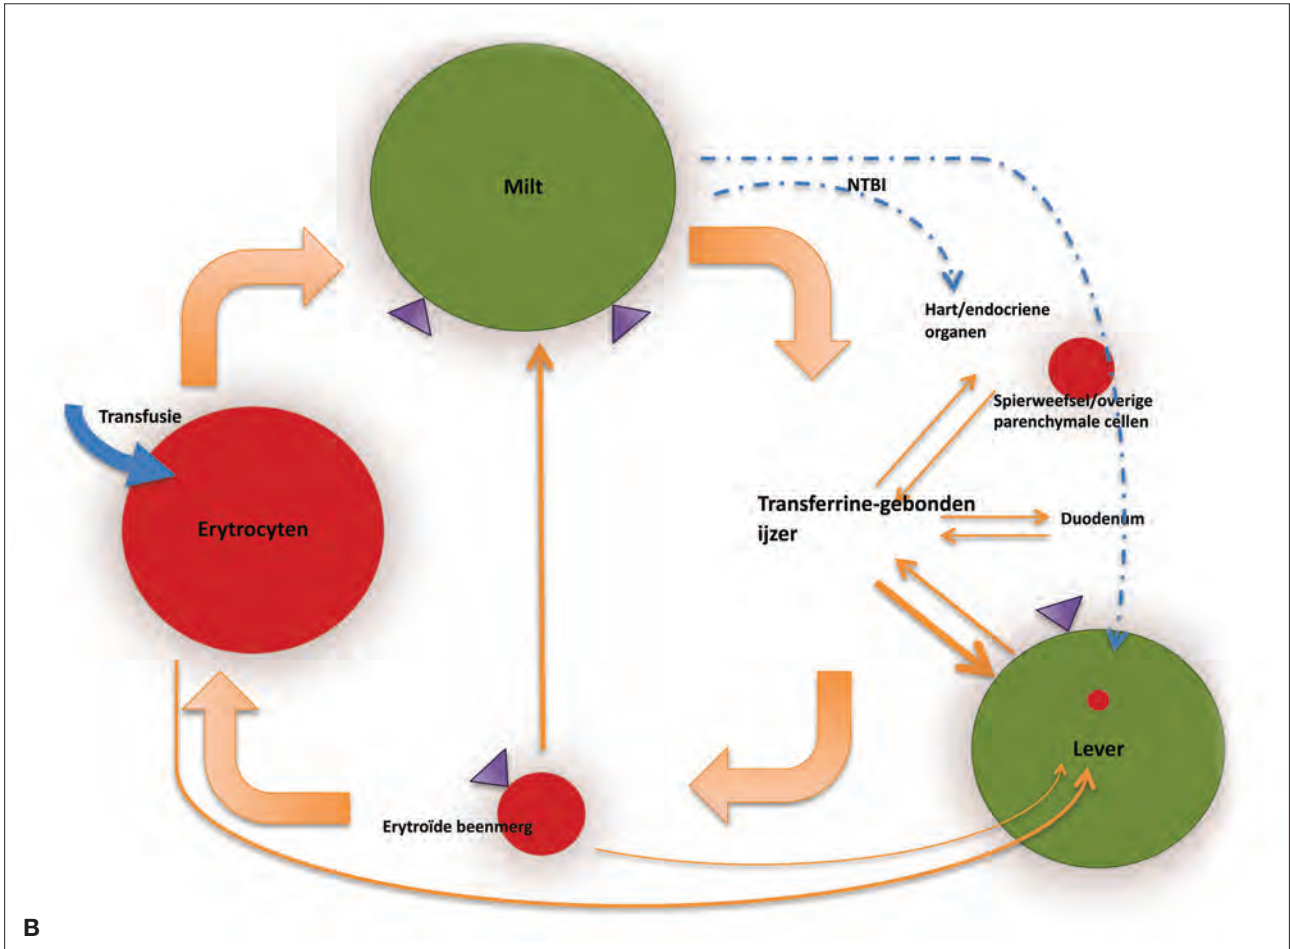 Milt
NTBI
Hart/endocriene
organen
Transfusie
Spierweefsel/overige
parenchymale cellen
Erytrocyten
Transferrine-gebonden
ijzer
Duodenum
Lever
Erytroïde beenmerg
B